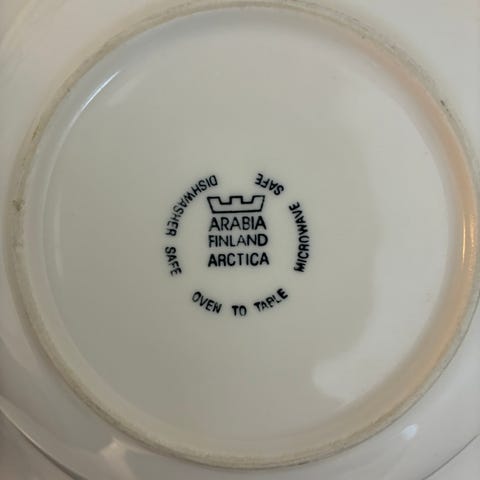 ARABIA
FINLAND
ARCTICA
DISHWASHER SAFE
OVEN TO TABLE
MICROWAVE SAFE